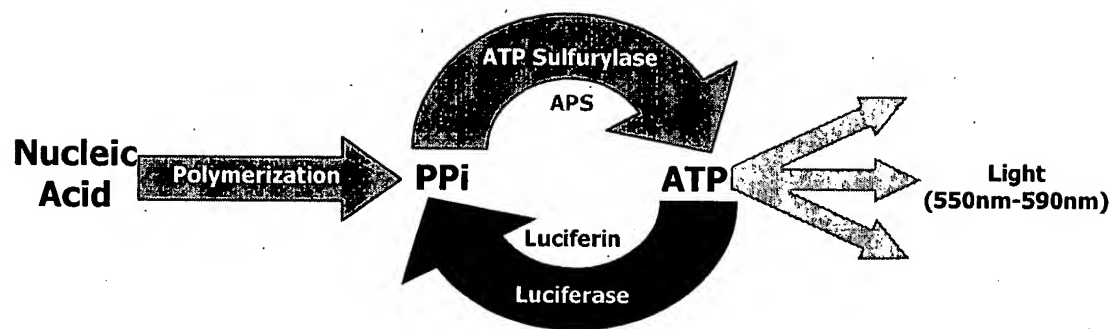 ATP Sulfurylase
APS
Nucleic
Acid
Polymerization
PPi
ATP
Light
(550nm-590nm)
Luciferin
Luciferase